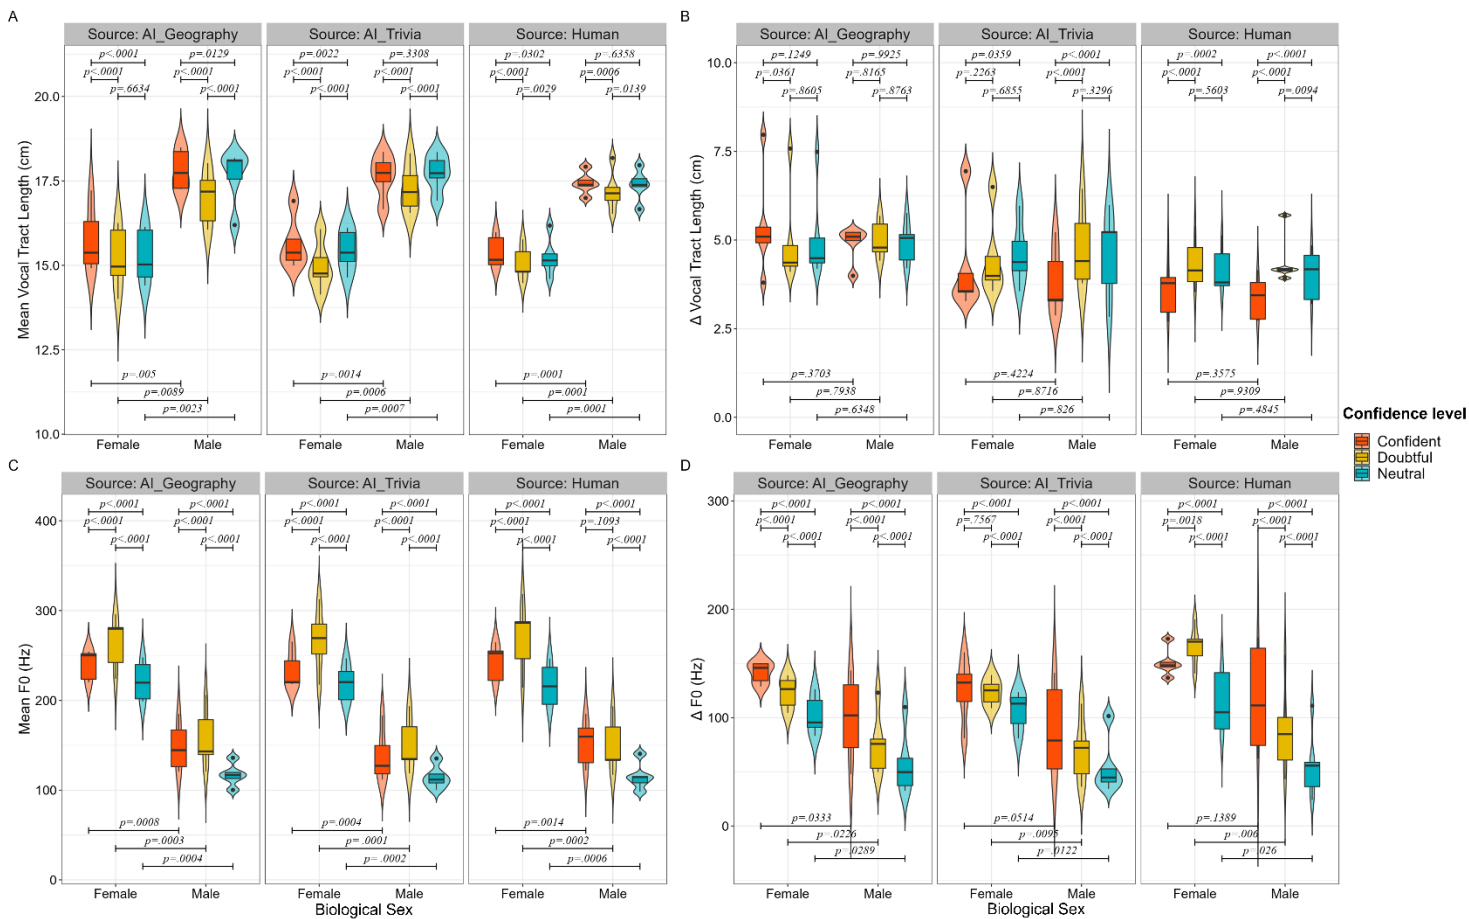 A
Source: AI_Geography
Source: AI_Trivia
Source: Human
p<.0001
p=.0129
p=.0022
p=.3308
p=.0302
p=.6358
p<.0001
p<.0001
p<.0001
p<.0001
p<.0001
p=.0006
p=.6634
p<.0001
p<.0001
p<.0001
p=.0029
p=.0139
20.0
17.5
15.0
12.5
10.0
Mean Vocal Tract Length (cm)
p=.005
p=.0014
p=.0001
p=.0089
p=.0006
p=.0001
p=.0023
p=.0007
p=.0001
Female
Male
Female
Male
Female
Male
B
Source: AI_Geography
Source: AI_Trivia
Source: Human
p=.1249
p=.9925
p=.0359
p<.0001
p=.0002
p<.0001
p=.0361
p=.8165
p=.2263
p<.0001
p<.0001
p<.0001
p=.8605
p=.8763
p=.6855
p=.3296
p=.5603
p=.0094
10.0
7.5
5.0
2.5
0.0
Δ Vocal Tract Length (cm)
p=.3703
p=.4224
p=.3575
p=.7938
p=.8716
p=.9309
p=.6348
p=.826
p=.4845
Female
Male
Female
Male
Female
Male
Confidence level
Confident
Doubtful
Neutral
C
Source: AI_Geography
Source: AI_Trivia
Source: Human
p<.0001
p<.0001
p<.0001
p<.0001
p<.0001
p<.0001
p<.0001
p<.0001
p<.0001
p<.0001
p<.0001
p=.1093
p<.0001
p<.0001
p<.0001
p<.0001
p<.0001
p<.0001
400
300
200
100
0
Mean F0 (Hz)
p=.0008
p=.0004
p=.0014
p=.0003
p=.0001
p=.0002
p=.0004
p=.0002
p=.0006
Female
Male
Female
Male
Female
Male
Biological Sex
D
Source: AI_Geography
Source: AI_Trivia
Source: Human
p<.0001
p<.0001
p<.0001
p<.0001
p<.0001
p<.0001
p<.0001
p<.0001
p=.7567
p<.0001
p=.0018
p<.0001
p<.0001
p<.0001
p<.0001
p<.0001
p<.0001
p<.0001
300
200
100
0
Δ F0 (Hz)
p=.0333
p=.0514
p=.1389
p=.0226
p=.0095
p=.006
p=.0289
p=.0122
p=.026
Female
Male
Female
Male
Female
Male
Biological Sex